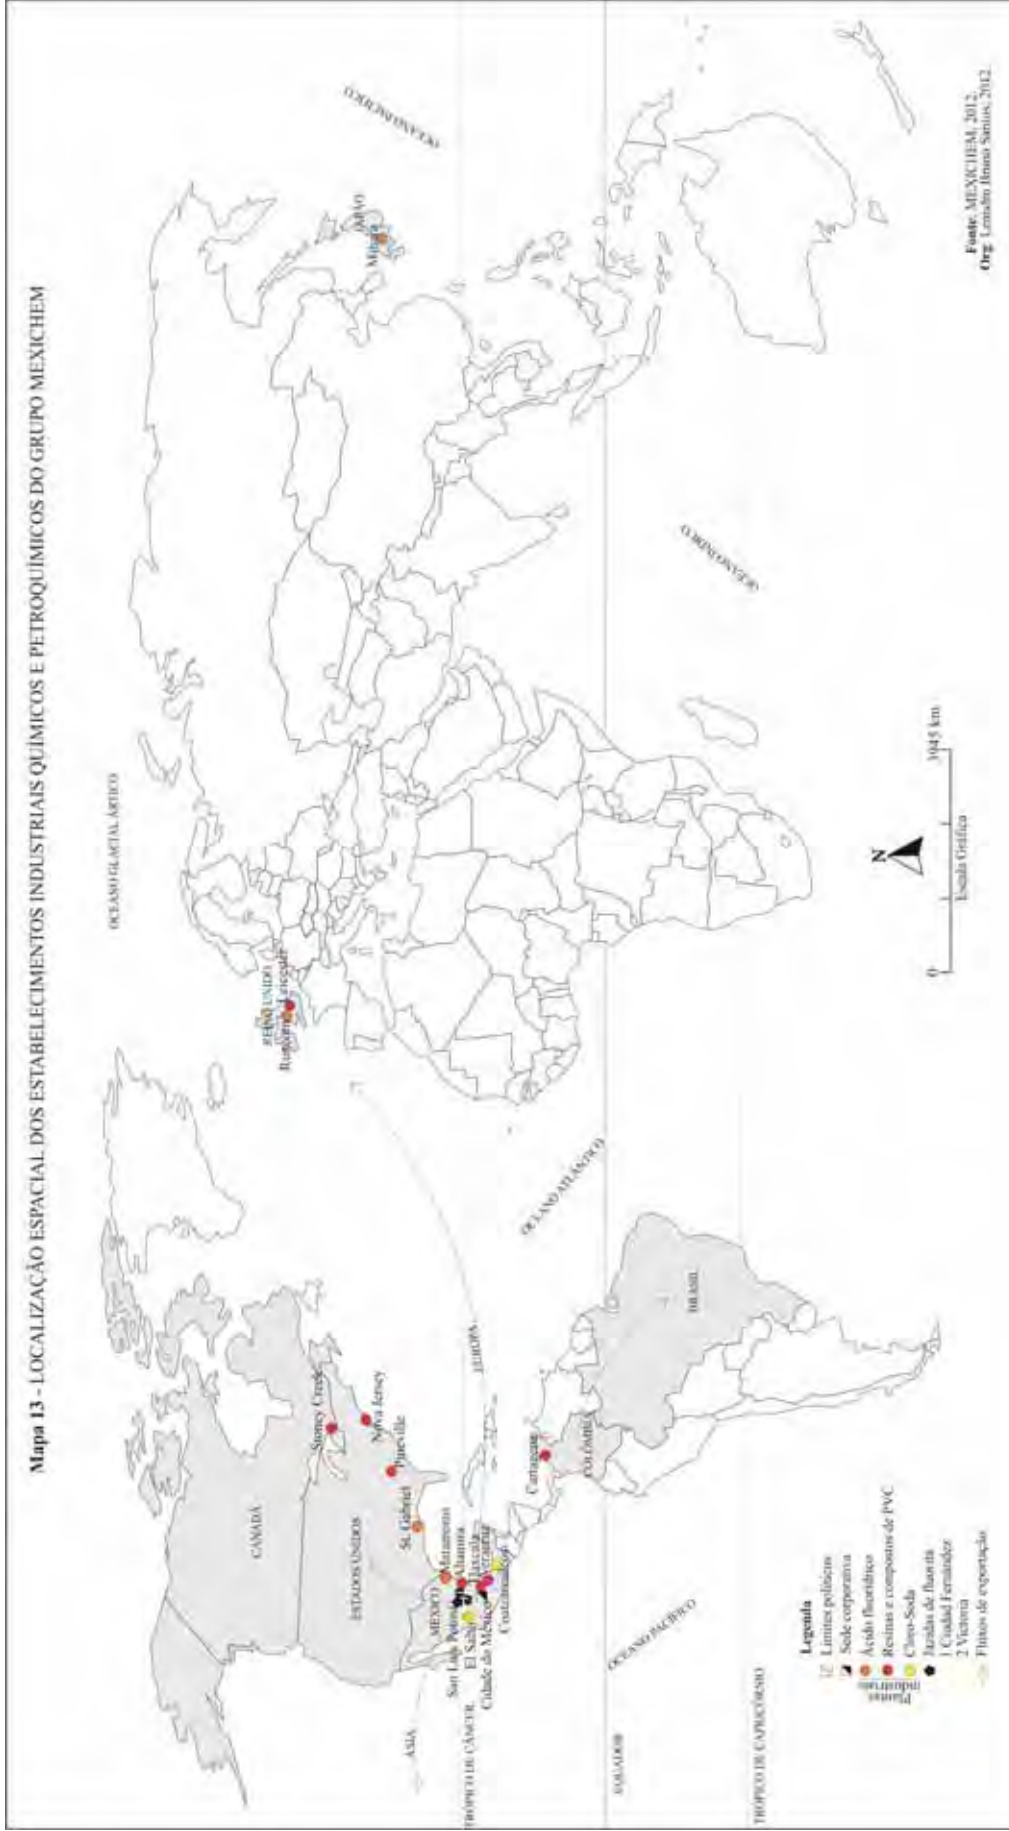 Mapa 13 - LOCALIZAÇÃO ESPACIAL DOS ESTABELECIMENTOS INDUSTRIAIS QUÍMICOS E PETROQUÍMICOS DO GRUPO MEXICHEM
OCEANO GLACIAL ÁRTICO
CANADÁ
REINO UNIDO
Leicester
Stoney Creek
ESTADOS UNIDOS
Nova Jersey
Pineville
St. Gabriel
JAPÃO
OCEANO PACÍFICO
ÁSIA
MÉXICO
Matamoros
Altamira
San Luis Potosí
El Salto
Tlaxcala
Cidade do México
Coatzacoalcos
TRÓPICO DE CÂNCER
EUROPA
OCEANO ATLÂNTICO
Cartagena
COLÔMBIA
BRASIL
OCEANO PACÍFICO
OCEANO ÍNDICO
EQUADOR
TRÓPICO DE CAPRICÓRNIO
Legenda
Limites políticos
Sede corporativa
Plantas industriais
Ácido fluorídrico
Resinas e compostos de PVC
Cloro-Soda
Jazidas de fluorita
1 Ciudad Fernández
2 Victoria
Fluxos de exportação
N
0 3945 km
Escala Gráfica
Fonte: MEXICHEM, 2012.
Org: Leandro Bruno Santos, 2012.